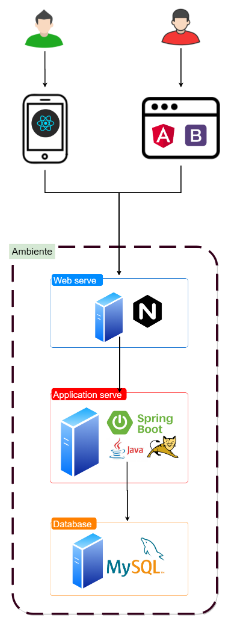 B
Ambiente
Web serve
N
Application serve
Spring
Boot
Java
Database
MySQL